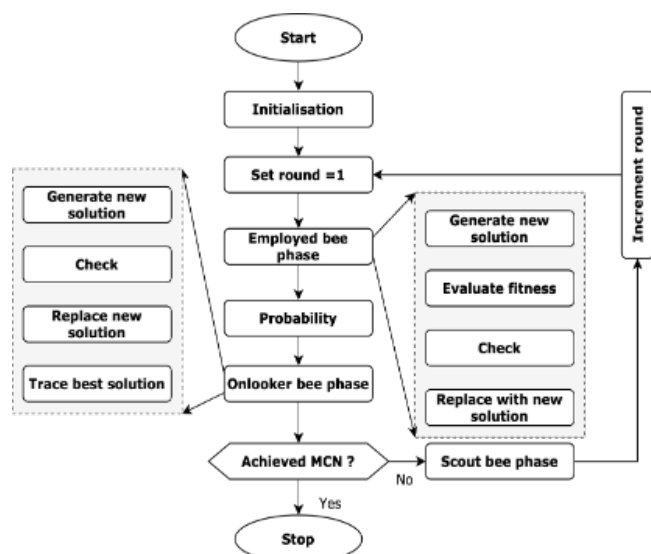 Start
Initialisation
Set round =1
Employed bee
phase
Probability
Onlooker bee phase
Achieved MCN ?
Yes
No
Stop
Generate new
solution
Check
Replace new
solution
Trace best solution
Generate new
solution
Evaluate fitness
Check
Replace with new
solution
Scout bee phase
Increment round